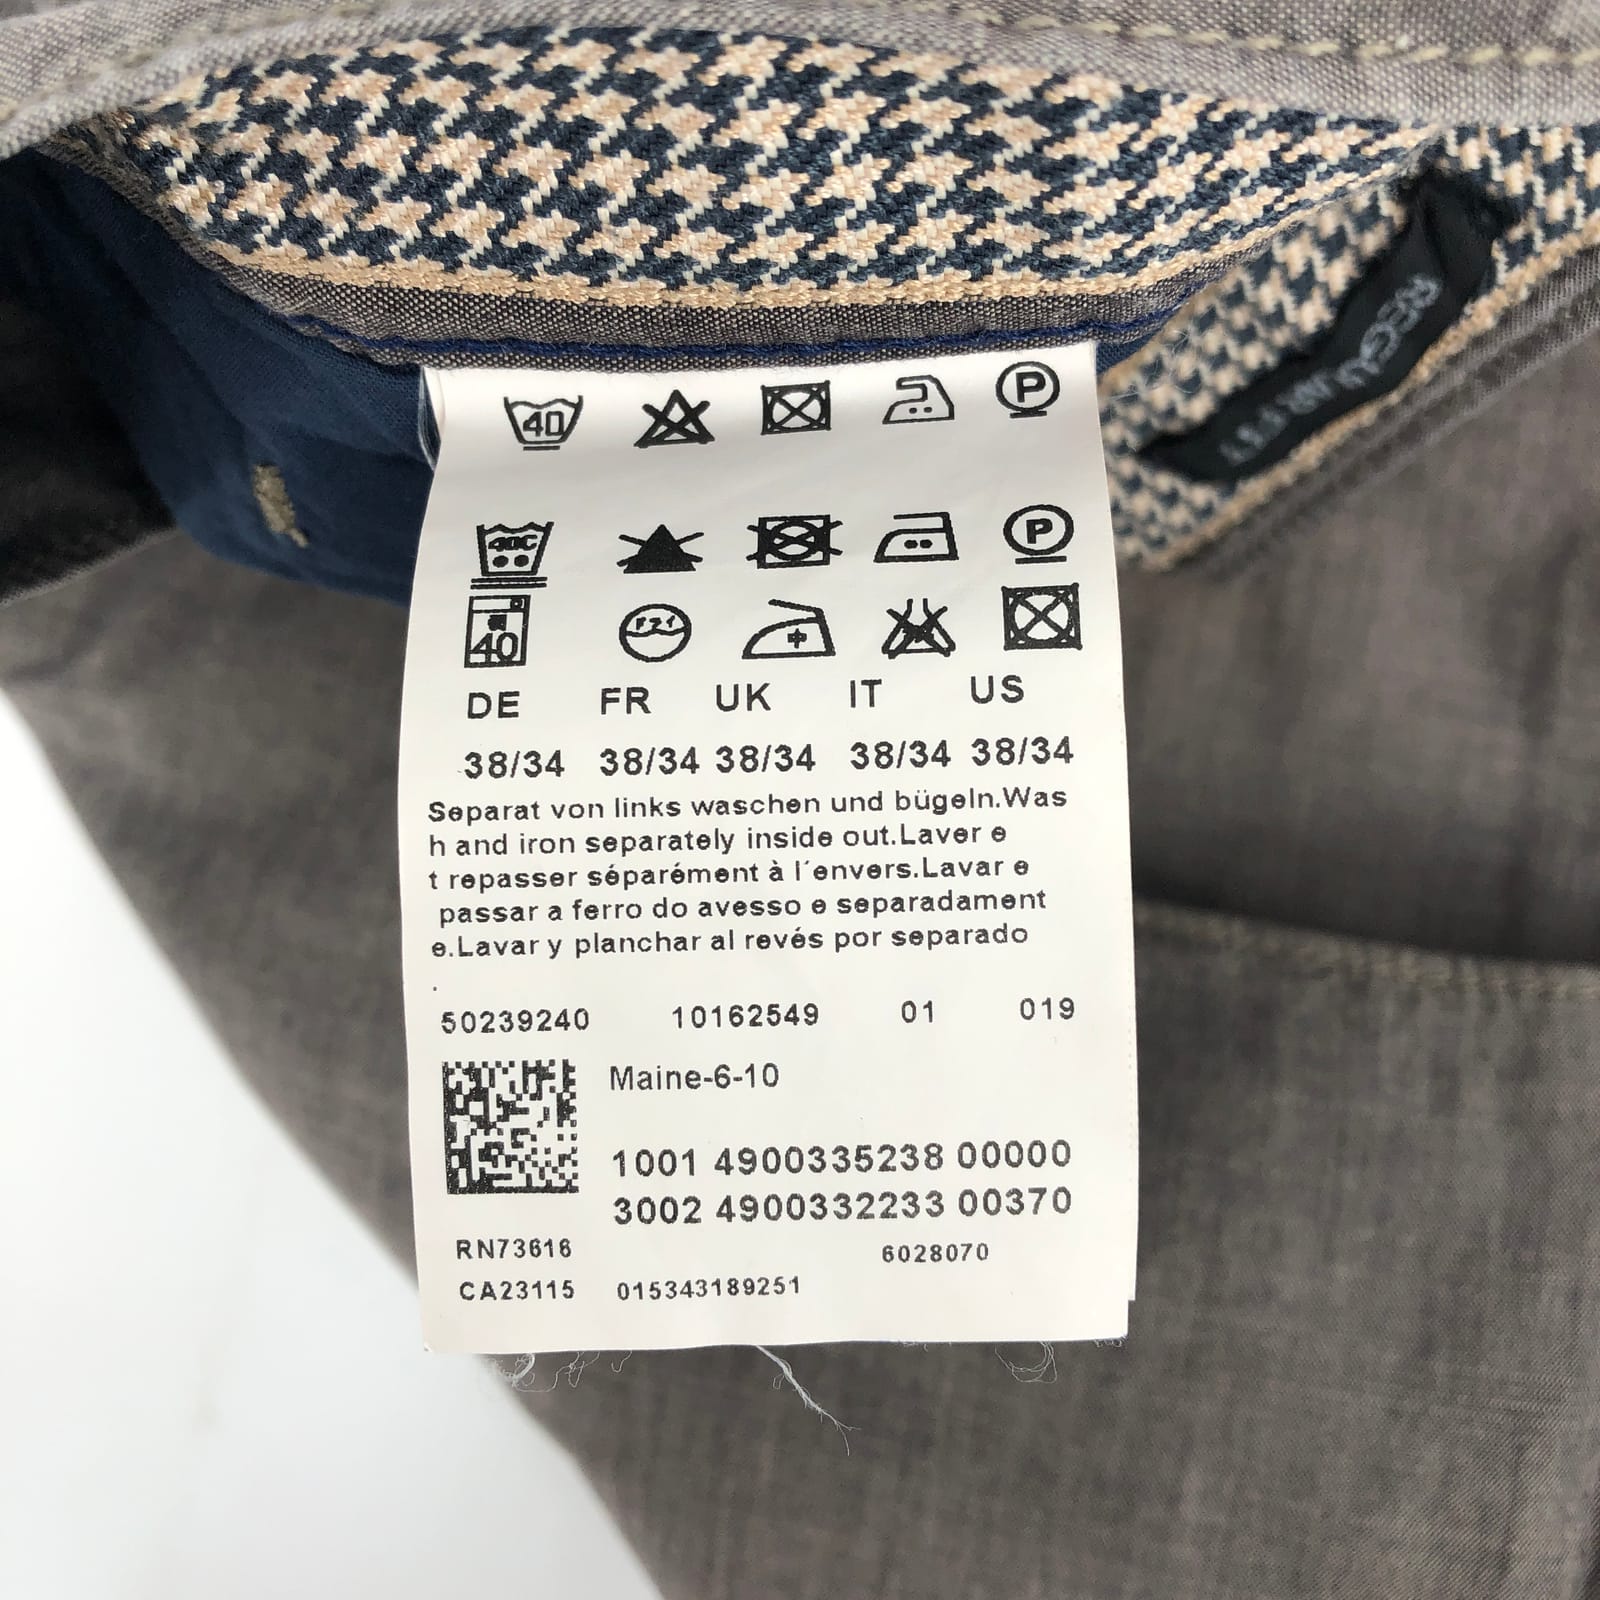 40
P
40C
P
40
DE FR UK IT US
38/34 38/34 38/34 38/34 38/34
Separat von links waschen und bügeln.Was
h and iron separately inside out.Laver e
t repasser séparément à l´envers.Lavar e
passar a ferro do avesso e separadament
e.Lavar y planchar al revés por separado
.
50239240 10162549 01 019
Maine-6-10
1001 4900335238 00000
3002 4900332233 00370
RN73616 6028070
CA23115 015343189251
REGULAR FIT